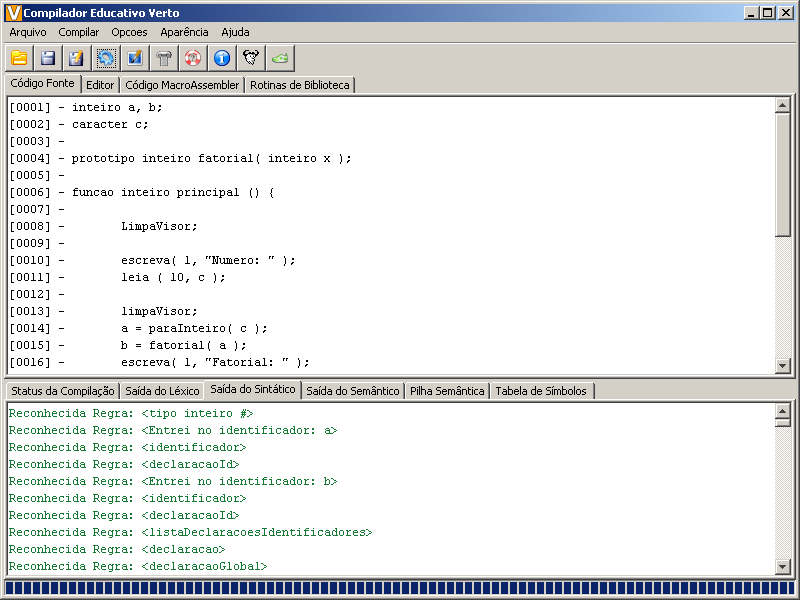 Compilador Educativo Verto
Arquivo Compilar Opcoes Aparência Ajuda
Código Fonte Editor Código MacroAssembler Rotinas de Biblioteca
[0001] - inteiro a, b;
[0002] - caracter c;
[0003] -
[0004] - prototipo inteiro fatorial( inteiro x );
[0005] -
[0006] - funcao inteiro principal () {
[0007] -
[0008] - LimpaVisor;
[0009] -
[0010] - escreva( 1, "Numero: " );
[0011] - leia ( 10, c );
[0012] -
[0013] - limpaVisor;
[0014] - a = paraInteiro( c );
[0015] - b = fatorial( a );
[0016] - escreva( 1, "Fatorial: " );
Status da Compilação Saída do Léxico Saída do Sintático Saída do Semântico Pilha Semântica Tabela de Símbolos
Reconhecida Regra: <tipo inteiro #>
Reconhecida Regra: <Entrei no identificador: a>
Reconhecida Regra: <identificador>
Reconhecida Regra: <declaracaoId>
Reconhecida Regra: <Entrei no identificador: b>
Reconhecida Regra: <identificador>
Reconhecida Regra: <declaracaoId>
Reconhecida Regra: <listaDeclaracoesIdentificadores>
Reconhecida Regra: <declaracao>
Reconhecida Regra: <declaracaoGlobal>